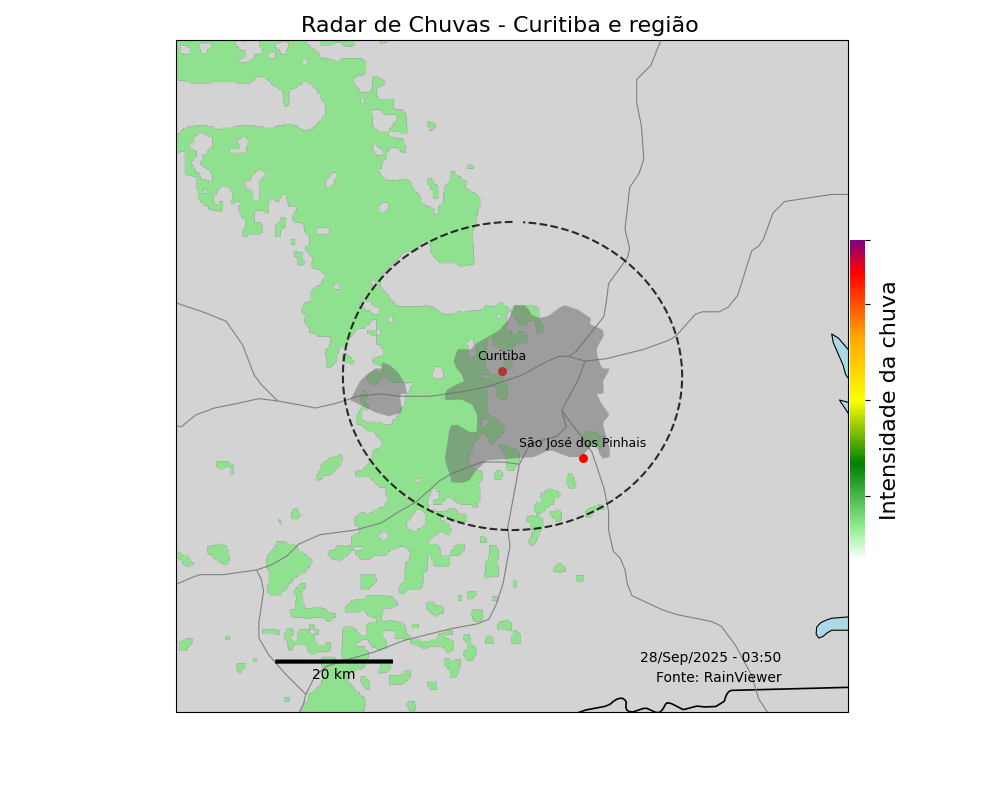 Radar de Chuvas - Curitiba e região
Curitiba
São José dos Pinhais
Intensidade da chuva
28/Sep/2025 - 03:50
Fonte: RainViewer
20 km